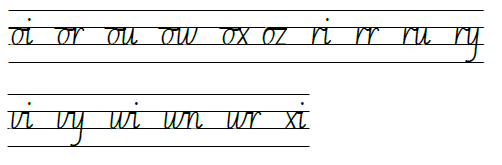 oi or ou ow ox oz ri rr ru ry
vi vy wi wn wr xi